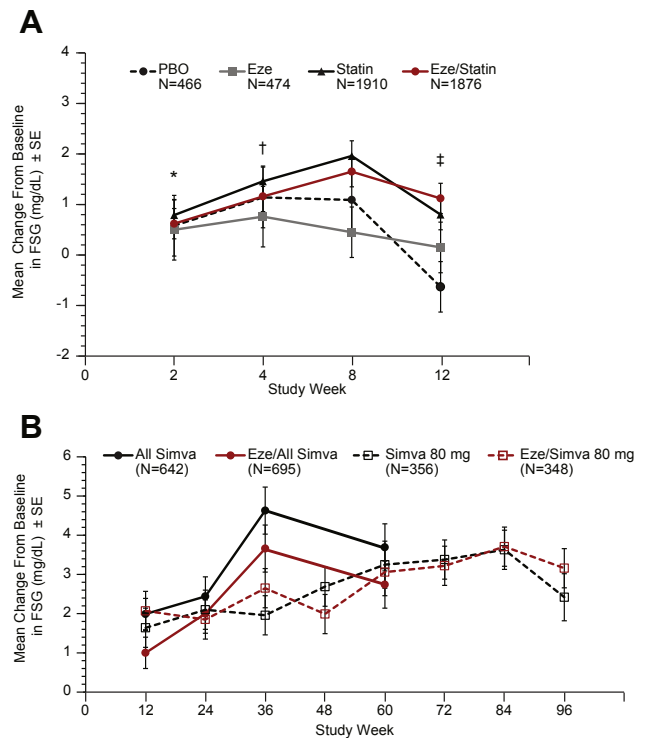 A
4
3
2
1
0
-1
-2
Mean Change From Baseline
in FSG (mg/dL) ± SE
PBO
N=466
Eze
N=474
Statin
N=1910
Eze/Statin
N=1876
*
†
‡
0 2 4 8 12
Study Week
B
6
5
4
3
2
1
0
Mean Change From Baseline
in FSG (mg/dL) ± SE
All Simva
(N=642)
Eze/All Simva
(N=695)
Simva 80 mg
(N=356)
Eze/Simva 80 mg
(N=348)
0 12 24 36 48 60 72 84 96
Study Week